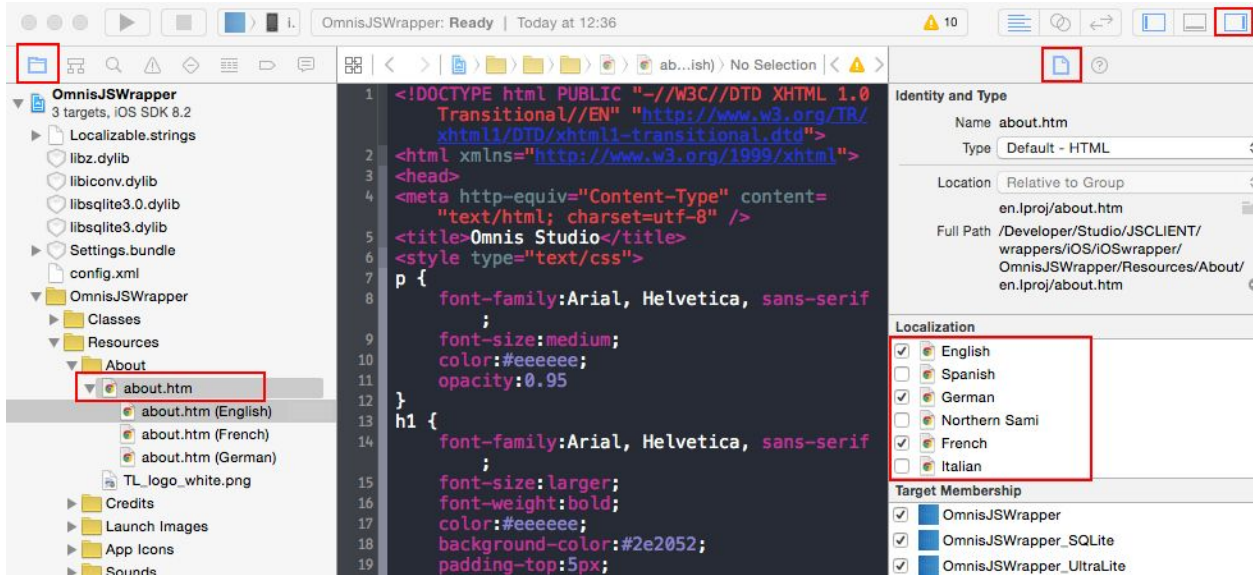 i.
OmnisJSWrapper: Ready | Today at 12:36
10
OmnisJSWrapper
3 targets, iOS SDK 8.2
Localizable.strings
libz.dylib
libiconv.dylib
libsqlite3.0.dylib
libsqlite3.dylib
Settings.bundle
config.xml
OmnisJSWrapper
Classes
Resources
About
about.htm
about.htm (English)
about.htm (French)
about.htm (German)
TL_logo_white.png
Credits
Launch Images
App Icons
Sounds
ab...ish) No Selection
1 <!DOCTYPE html PUBLIC "-//W3C//DTD XHTML 1.0
Transitional//EN" "http://www.w3.org/TR/
xhtml1/DTD/xhtml1-transitional.dtd">
2 <html xmlns="http://www.w3.org/1999/xhtml">
3 <head>
4 <meta http-equiv="Content-Type" content=
"text/html; charset=utf-8" />
5 <title>Omnis Studio</title>
6 <style type="text/css">
7 p {
8 font-family:Arial, Helvetica, sans-serif
;
9 font-size:medium;
10 color:#eeeeee;
11 opacity:0.95
12 }
13 h1 {
14 font-family:Arial, Helvetica, sans-serif
;
15 font-size:larger;
16 font-weight:bold;
17 color:#eeeeee;
18 background-color:#2e2052;
19 padding-top:5px;
Identity and Type
Name about.htm
Type Default - HTML
Location Relative to Group
en.lproj/about.htm
Full Path /Developer/Studio/JSCLIENT/
wrappers/iOS/iOSwrapper/
OmnisJSWrapper/Resources/About/
en.lproj/about.htm
Localization
English
Spanish
German
Northern Sami
French
Italian
Target Membership
OmnisJSWrapper
OmnisJSWrapper_SQLite
OmnisJSWrapper_UltraLite